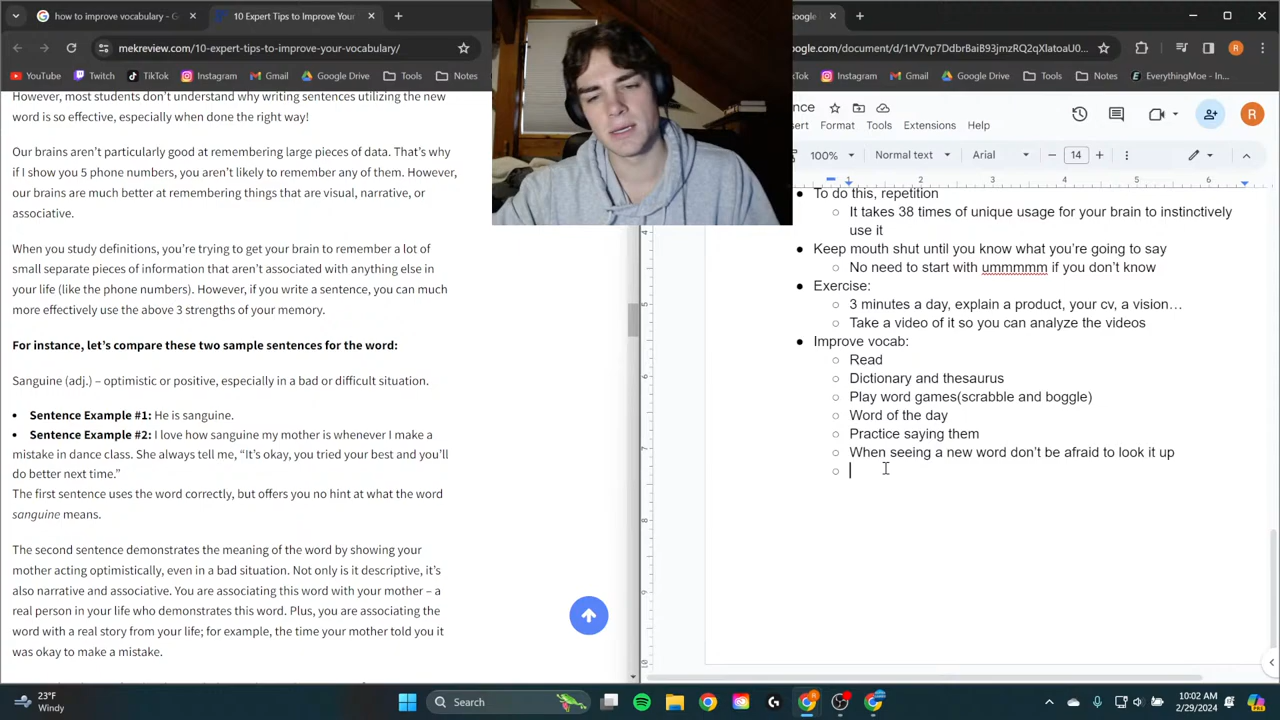 how to improve vocabulary - G
10 Expert Tips to Improve Your
Google
mekreview.com/10-expert-tips-to-improve-your-vocabulary/
oogle.com/document/d/1rV7vp7DdbrBaiB93jmzRQ2qXIatoaU0...
YouTube
Twitch
TikTok
Instagram
Gmail
Google Drive
Tools
Notes
Instagram
Gmail
Google Drive
Tools
Notes
EverythingMoe - An...
However, most students don't understand why writing sentences utilizing the new
word is so effective, especially when done the right way!
Our brains aren't particularly good at remembering large pieces of data. That's why
if I show you 5 phone numbers, you aren't likely to remember any of them. However,
our brains are much better at remembering things that are visual, narrative, or
associative.
When you study definitions, you're trying to get your brain to remember a lot of
small separate pieces of information that aren't associated with anything else in
your life (like the phone numbers). However, if you write a sentence, you can much
more effectively use the above 3 strengths of your memory.
For instance, let's compare these two sample sentences for the word:
Sanguine (adj.) – optimistic or positive, especially in a bad or difficult situation.
• Sentence Example #1: He is sanguine.
• Sentence Example #2: I love how sanguine my mother is whenever I make a
mistake in dance class. She always tell me, "It's okay, you tried your best and you'll
do better next time."
The first sentence uses the word correctly, but offers you no hint at what the word
sanguine means.
The second sentence demonstrates the meaning of the word by showing your
mother acting optimistically, even in a bad situation. Not only is it descriptive, it's
also narrative and associative. You are associating this word with your mother – a
real person in your life who demonstrates this word. Plus, you are associating the
word with a real story from your life; for example, the time your mother told you it
was okay to make a mistake.
nce
sert Format Tools Extensions Help
100% Normal text Arial 14
1 2 3 4 5 6
To do this, repetition
It takes 38 times of unique usage for your brain to instinctively
use it
Keep mouth shut until you know what you're going to say
No need to start with ummmmm if you don't know
Exercise:
3 minutes a day, explain a product, your cv, a vision…
Take a video of it so you can analyze the videos
Improve vocab:
Read
Dictionary and thesaurus
Play word games(scrabble and boggle)
Word of the day
Practice saying them
When seeing a new word don't be afraid to look it up
4
5
6
7
8
9
10
23°F
Windy
Search
10:02 AM
2/29/2024